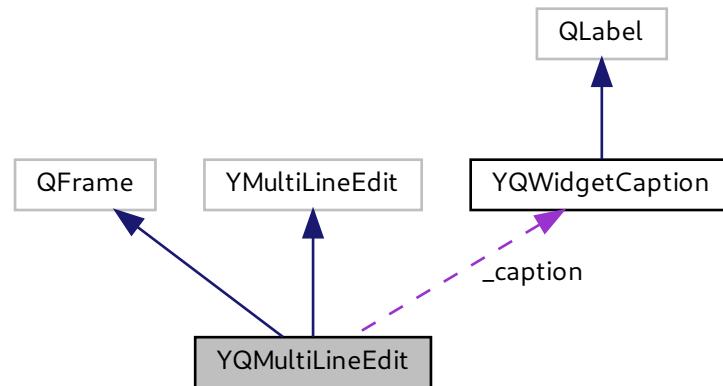 QLabel
QFrame
YMultiLineEdit
YQWidgetCaption
_caption
YQMultiLineEdit